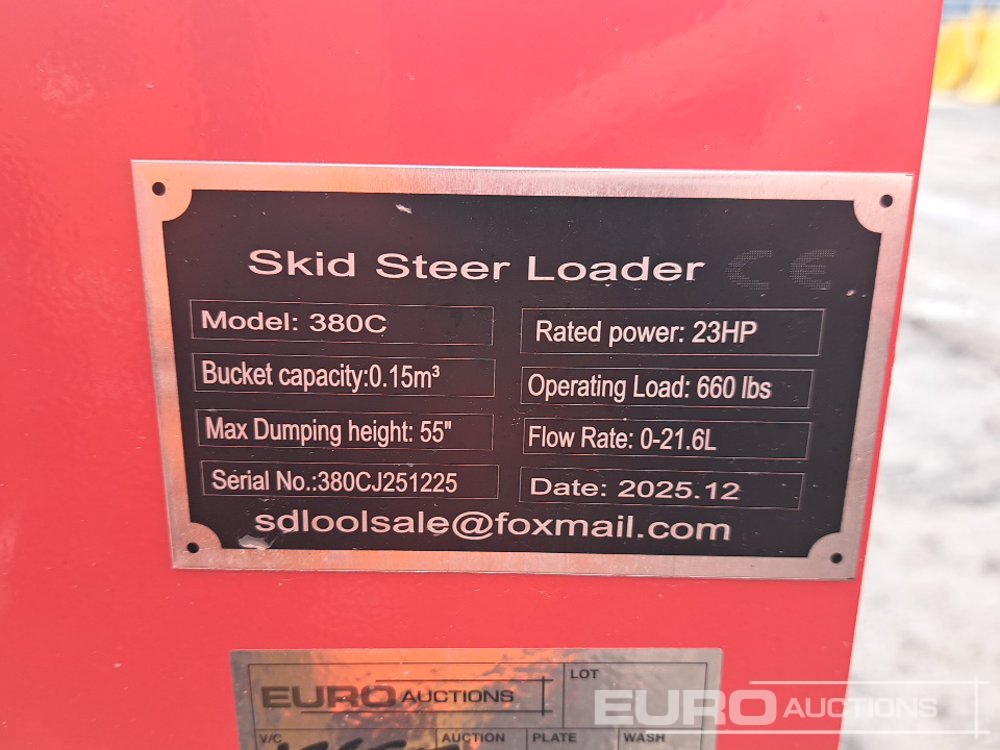 Skid Steer Loader CE
Model: 380C
Rated power: 23HP
Bucket capacity:0.15m³
Operating Load: 660 lbs
Max Dumping height: 55"
Flow Rate: 0-21.6L
Serial No.:380CJ251225
Date: 2025.12
sdloolsale@foxmail.com
EURO AUCTIONS
LOT
V/C
AUCTION
PLATE
WASH
EURO AUCTIONS